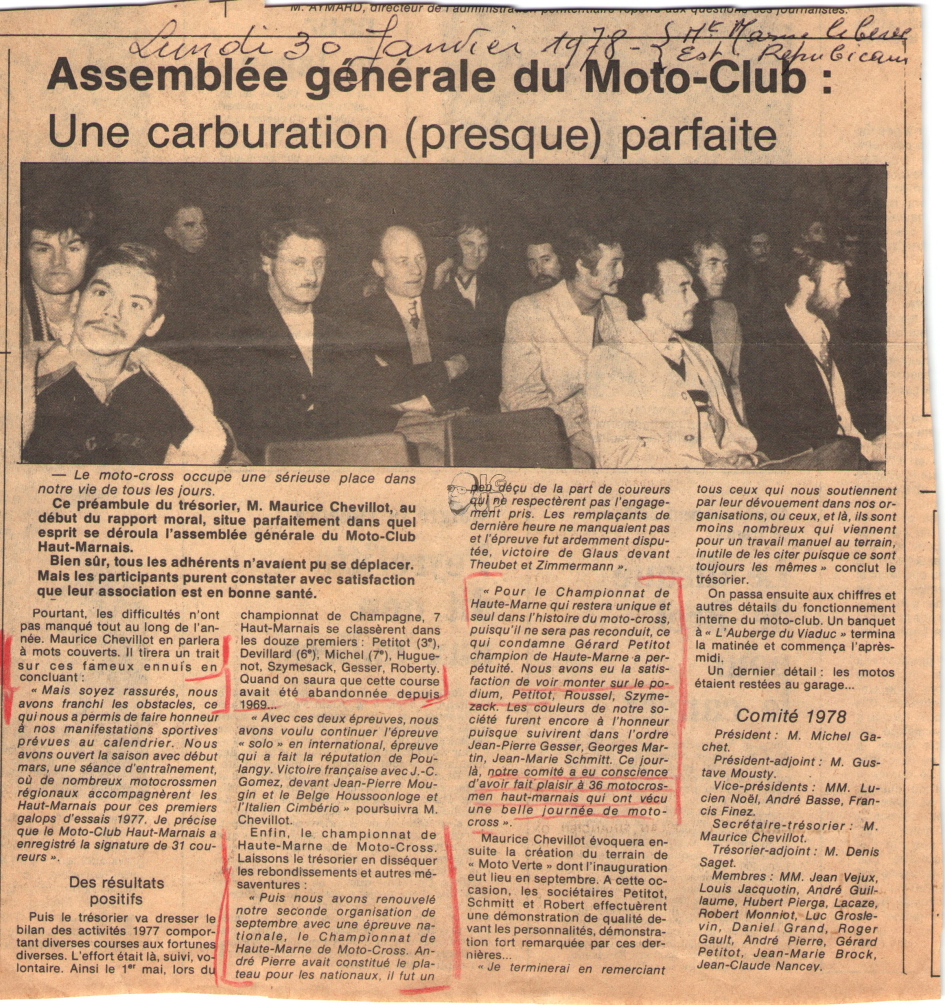 M. AYMARD, directeur de l'administration pénitentiaire répond aux questions des journalistes.
Lundi 30 Janvier 1978 - { Hte Marne libérée
Est Républicain
Assemblée générale du Moto-Club :
Une carburation (presque) parfaite
— Le moto-cross occupe une sérieuse place dans
notre vie de tous les jours.
Ce préambule du trésorier, M. Maurice Chevillot, au
début du rapport moral, situe parfaitement dans quel
esprit se déroula l'assemblée générale du Moto-Club
Haut-Marnais.
Bien sûr, tous les adhérents n'avaient pu se déplacer.
Mais les participants purent constater avec satisfaction
que leur association est en bonne santé.
Pourtant, les difficultés n'ont
pas manqué tout au long de l'an-
née. Maurice Chevillot en parlera
à mots couverts. Il tirera un trait
sur ces fameux ennuis en
concluant :
« Mais soyez rassurés, nous
avons franchi les obstacles, ce
qui nous a permis de faire honneur
à nos manifestations sportives
prévues au calendrier. Nous
avons ouvert la saison avec début
mars, une séance d'entraînement,
où de nombreux motocrossmen
régionaux accompagnèrent les
Haut-Marnais pour ces premiers
galops d'essais 1977. Je précise
que le Moto-Club Haut-Marnais a
enregistré la signature de 31 cou-
reurs ».
Des résultats
positifs
Puis le trésorier va dresser le
bilan des activités 1977 compor-
tant diverses courses aux fortunes
diverses. L'effort était là, suivi, vo-
lontaire. Ainsi le 1er mai, lors du
championnat de Champagne, 7
Haut-Marnais se classèrent dans
les douze premiers : Petitot (3e),
Devillard (6e), Michel (7e), Hugue-
not, Szymesack, Gesser, Roberty.
Quand on saura que cette course
avait été abandonnée depuis
1969...
« Avec ces deux épreuves, nous
avons voulu continuer l'épreuve
« solo » en international, épreuve
qui a fait la réputation de Pou-
langy. Victoire française avec J.-C.
Gomez, devant Jean-Pierre Mou-
gin et le Belge Houssoonloge et
l'Italien Cimbério » poursuivra M.
Chevillot.
Enfin, le championnat de
Haute-Marne de Moto-Cross.
Laissons le trésorier en disséquer
les rebondissements et autres mé-
saventures :
« Puis nous avons renouvelé
notre seconde organisation de
septembre avec une épreuve na-
tionale, le Championnat de
Haute-Marne de Moto-Cross. An-
dré Pierre avait constitué le pla-
teau pour les nationaux, il fut un
peu déçu de la part de coureurs
qui ne respectèrent pas l'engage-
ment pris. Les remplaçants de
dernière heure ne manquaient pas
et l'épreuve fut ardemment dispu-
tée, victoire de Glaus devant
Theubet et Zimmermann ».
« Pour le Championnat de
Haute-Marne qui restera unique et
seul dans l'histoire du moto-cross,
puisqu'il ne sera pas reconduit, ce
qui condamne Gérard Petitot
champion de Haute-Marne a per-
pétuité. Nous avons eu la satis-
faction de voir monter sur le po-
dium, Petitot, Roussel, Szyme-
zack. Les couleurs de notre so-
ciété furent encore à l'honneur
puisque suivirent dans l'ordre
Jean-Pierre Gesser, Georges Mar-
tin, Jean-Marie Schmitt. Ce jour-
là, notre comité a eu conscience
d'avoir fait plaisir à 36 motocros-
men haut-marnais qui ont vécu
une belle journée de moto-
cross ».
Maurice Chevillot évoquera en-
suite la création du terrain de
« Moto Verte » dont l'inauguration
eut lieu en septembre. A cette oc-
casion, les sociétaires Petitot,
Schmitt et Robert effectuèrent
une démonstration de qualité de-
vant les personnalités, démonstra-
tion fort remarquée par ces der-
nières...
« Je terminerai en remerciant
tous ceux qui nous soutiennent
par leur dévouement dans nos or-
ganisations, ou ceux, et là, ils sont
moins nombreux qui viennent
pour un travail manuel au terrain,
inutile de les citer puisque ce sont
toujours les mêmes » conclut le
trésorier.
On passa ensuite aux chiffres et
autres détails du fonctionnement
interne du moto-club. Un banquet
à « L'Auberge du Viaduc » termina
la matinée et commença l'après-
midi.
Un dernier détail : les motos
étaient restées au garage...
Comité 1978
Président : M. Michel Ga-
chet.
Président-adjoint : M. Gus-
tave Mousty.
Vice-présidents : MM. Lu-
cien Noël, André Basse, Fran-
cis Finez.
Secrétaire-trésorier : M.
Maurice Chevillot.
Trésorier-adjoint : M. Denis
Saget.
Membres : MM. Jean Vejux,
Louis Jacquotin, André Guil-
laume, Hubert Pierga, Lacaze,
Robert Monniot, Luc Grosle-
vin, Daniel Grand, Roger
Gault, André Pierre, Gérard
Petitot, Jean-Marie Brock,
Jean-Claude Nancey.